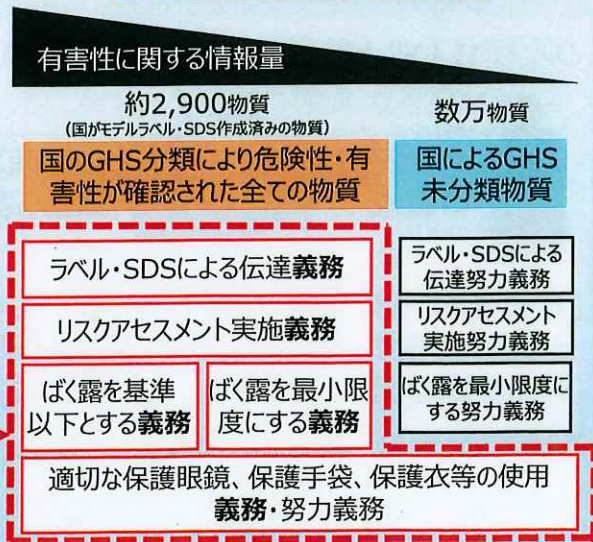 有害性に関する情報量
約2,900物質
(国がモデルラベル・SDS作成済みの物質)
国のGHS分類により危険性・有
害性が確認された全ての物質
数万物質
国によるGHS
未分類物質
ラベル・SDSによる伝達義務
リスクアセスメント実施義務
ばく露を基準
以下とする義務
ばく露を最小限
度にする義務
ラベル・SDSによる
伝達努力義務
リスクアセスメント
実施努力義務
ばく露を最小限度に
する努力義務
適切な保護眼鏡、保護手袋、保護衣等の使用
義務・努力義務